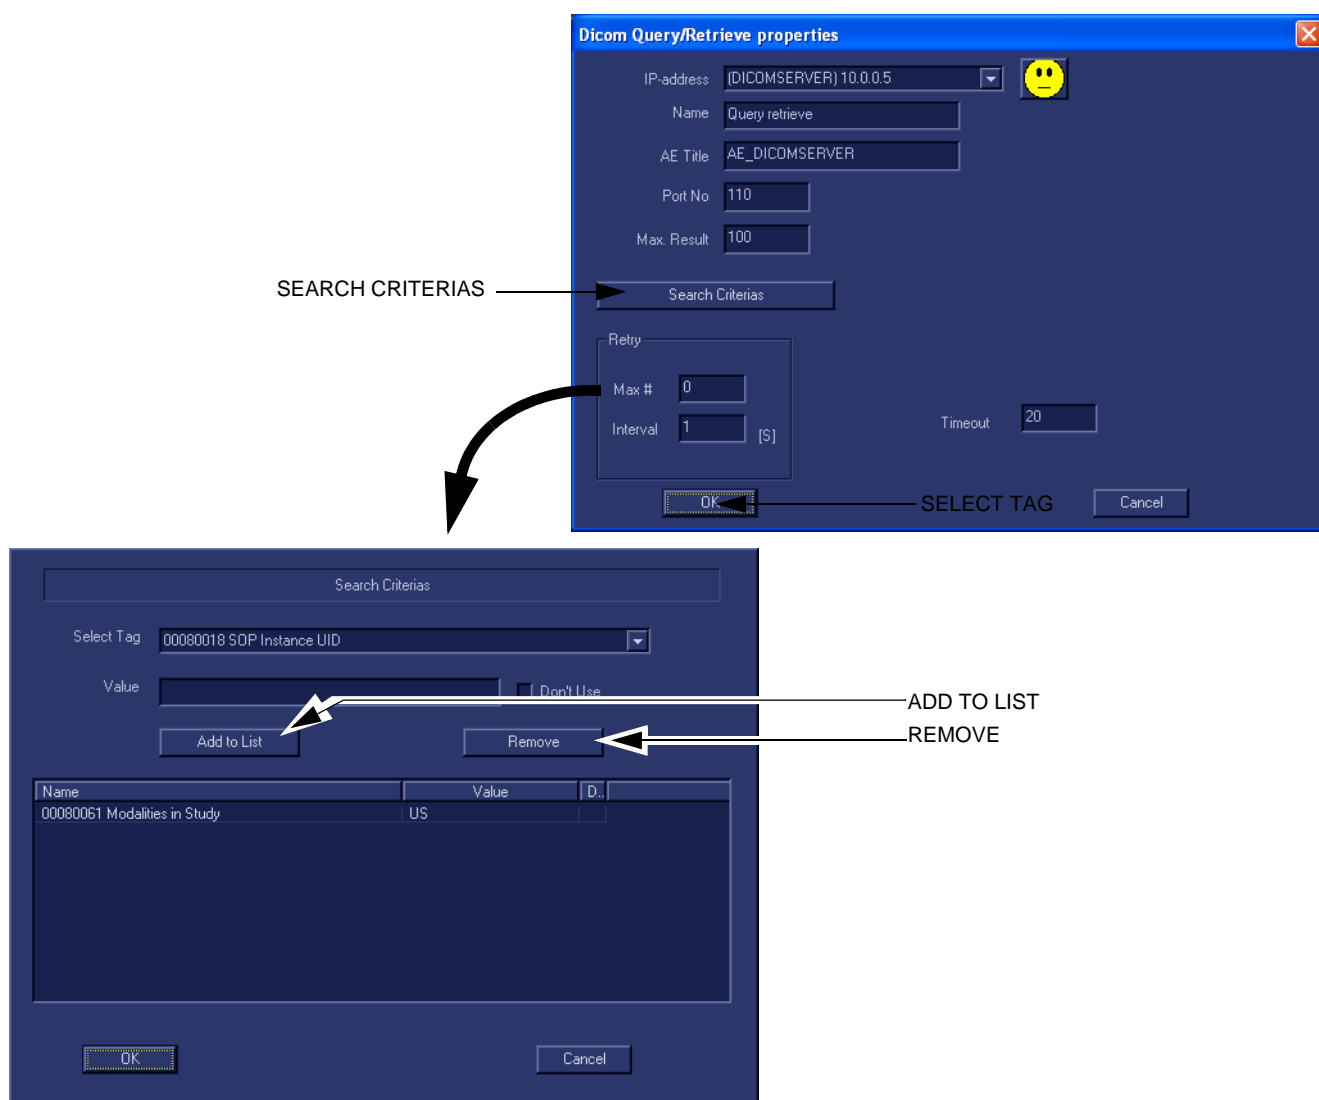 Dicom Query/Retrieve properties
IP-address (DICOMSERVER) 10.0.0.5
Name Query retrieve
AE Title AE_DICOMSERVER
Port No 110
Max. Result 100
SEARCH CRITERIAS
Search Criterias
Retry
Max # 0
Interval 1 [S]
Timeout 20
OK
SELECT TAG
Cancel
Search Criterias
Select Tag 00080018 SOP Instance UID
Value Don't Use
ADD TO LIST
Add to List Remove
REMOVE
Name Value D..
00080061 Modalities in Study US
OK Cancel